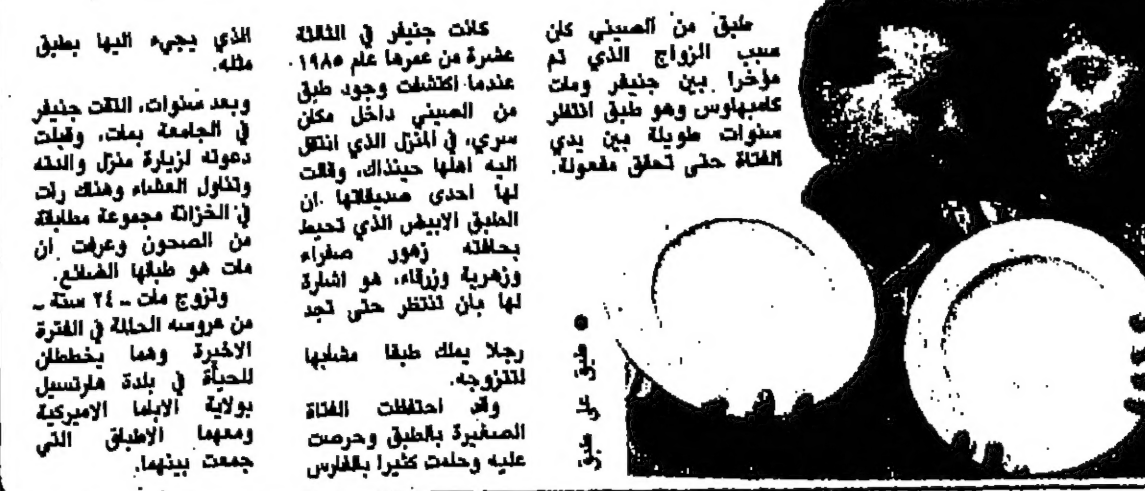 طبق من الصيني كان
سبب الزواج الذي تم
مؤخرا بين جنيفر ومات
كامبهاوس وهو طبق انتظر
سنوات طويلة بين يدي
الفتاة حتى تحقق مفعولة.
كانت جنيفر في الثالثة
عشرة من عمرها عام ١٩٨٥
عندما اكتشفت وجود طبق
من الصيني داخل مكان
سري، في المنزل الذي انتقل
اليه اهلها حينذاك، وقالت
لها احدى صديقاتها ان
الطبق الابيض الذي تحيط
بحافته زهور صفراء
وزهرية وزرقاء، هو اشارة
لها بان تنتظر حتى تجد
رجلا يملك طبقا مشابها
لتتزوجه.
وقد احتفظت الفتاة
الصغيرة بالطبق وحرصت
عليه وحلمت كثيرا بالفارس
الذي يجيء اليها بطبق
مثله.
وبعد سنوات، التقت جنيفر
في الجامعة بمات، وقبلت
دعوته لزيارة منزل والدته
وتناول العشاء وهناك رأت
في الخزانة مجموعة مطابقة
من الصحون وعرفت ان
مات هو طبقها الضائع.
وتزوج مات ـ ٢٤ سنة ـ
من عروسه الحالمة في الفترة
الاخيرة وهما يخططان
للحياة في بلدة هارتسيل
بولاية الاباما الاميركية
ومعهما الاطباق التي
جمعت بينهما.
● طبق على طبق